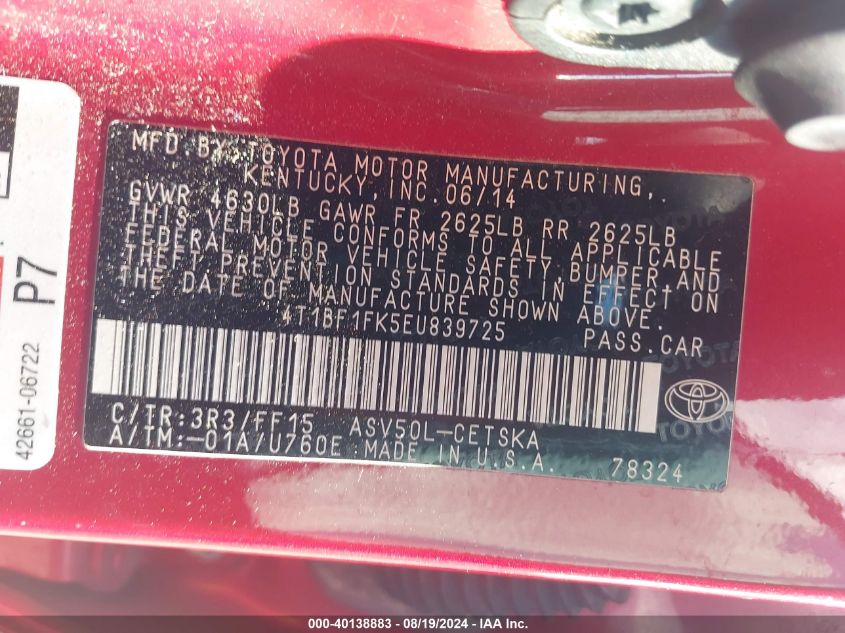 MFD.BY:TOYOTA MOTOR MANUFACTURING,
KENTUCKY,INC.06/14
GVWR 4630LB GAWR FR 2625LB RR 2625LB
THIS VEHICLE CONFORMS TO ALL APPLICABLE
FEDERAL MOTOR VEHICLE SAFETY,BUMPER,AND
THEFT PREVENTION STANDARDS IN EFFECT ON
THE DATE OF MANUFACTURE SHOWN ABOVE.
4T1BF1FK5EU839725
PASS.CAR
C/TR:3R3/FF15 ASV50L-CETSKA
A/TM:-01A/U760E MADE IN U.S.A.
78324
42661-06722 P7
000-40138883 - 08/19/2024 - IAA Inc.